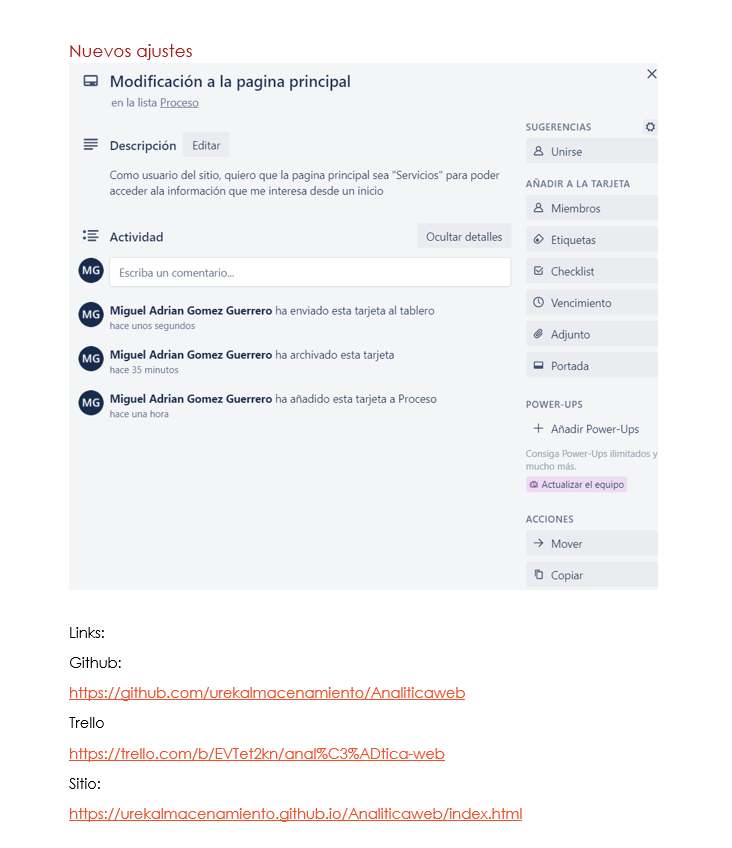 Nuevos ajustes
Modificación a la pagina principal
en la lista Proceso
Descripción Editar
Como usuario del sitio, quiero que la pagina principal sea "Servicios" para poder
acceder ala información que me interesa desde un inicio
Actividad Ocultar detalles
MG Escriba un comentario...
MG Miguel Adrian Gomez Guerrero ha enviado esta tarjeta al tablero
hace unos segundos
MG Miguel Adrian Gomez Guerrero ha archivado esta tarjeta
hace 35 minutos
MG Miguel Adrian Gomez Guerrero ha añadido esta tarjeta a Proceso
hace una hora
SUGERENCIAS
Unirse
AÑADIR A LA TARJETA
Miembros
Etiquetas
Checklist
Vencimiento
Adjunto
Portada
POWER-UPS
Añadir Power-Ups
Consiga Power-Ups ilimitados y
mucho más.
Actualizar el equipo
ACCIONES
Mover
Copiar
Links:
Github:
https://github.com/urekalmacenamiento/Analiticaweb
Trello
https://trello.com/b/EVTet2kn/anal%C3%ADtica-web
Sitio:
https://urekalmacenamiento.github.io/Analiticaweb/index.html